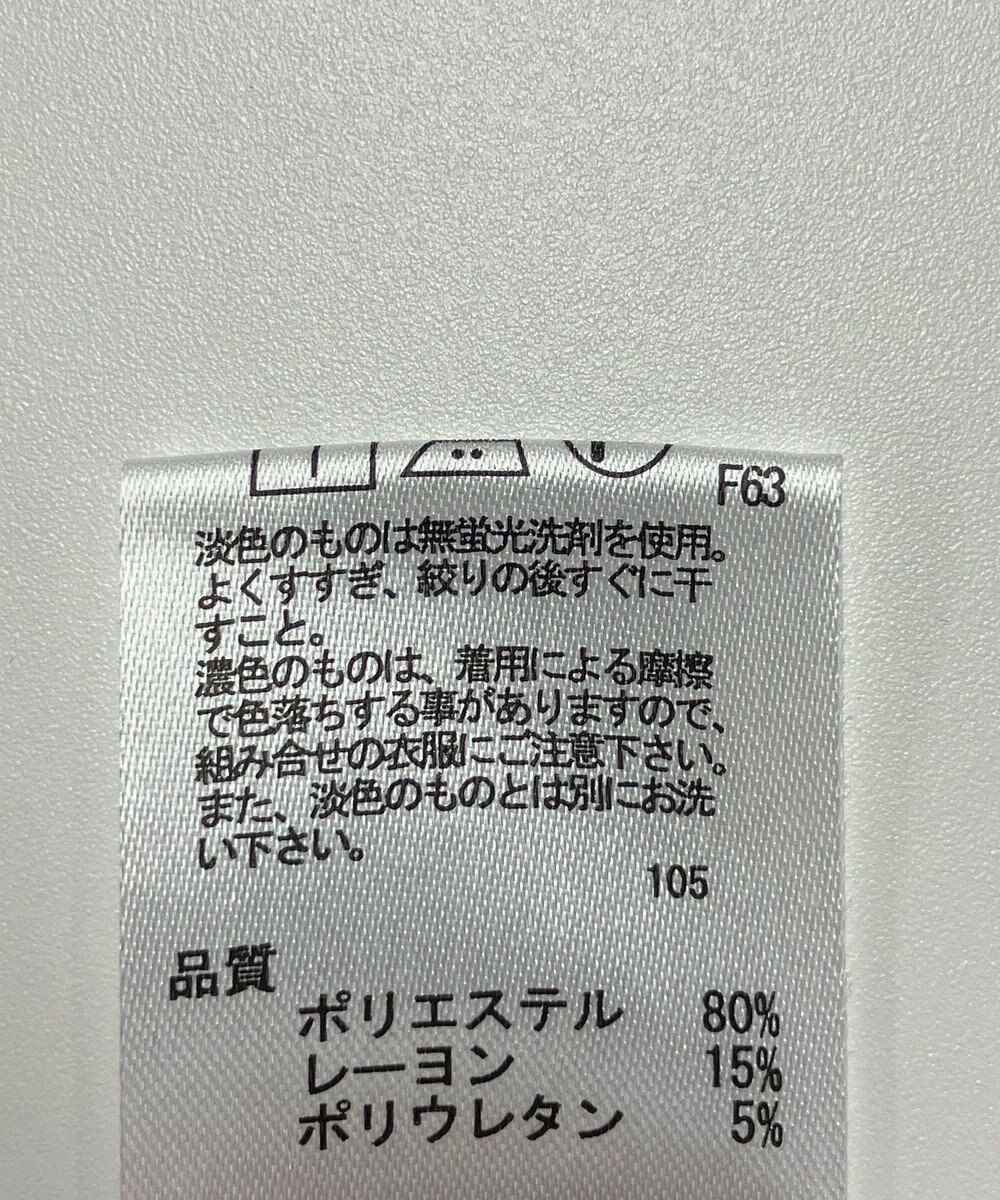 F63
淡色のものは無蛍光洗剤を使用。
よくすすぎ、絞りの後すぐに干
すこと。
濃色のものは、着用による摩擦
で色落ちする事がありますので、
組み合せの衣服にご注意下さい。
また、淡色のものとは別にお洗
い下さい。
105
品質
ポリエステル 80%
レーヨン 15%
ポリウレタン 5%